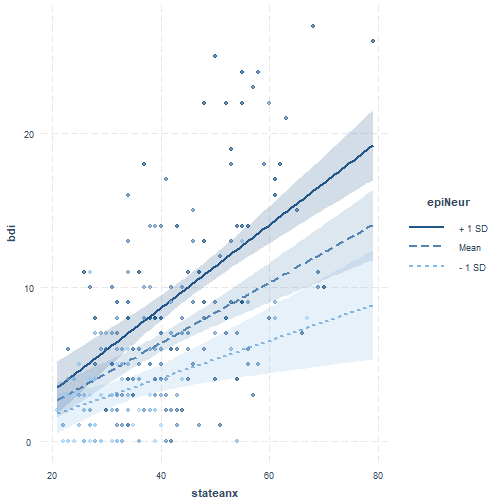 20
10
0
bdi
20
40
60
80
stateanx
epiNeur
+ 1 SD
Mean
- 1 SD